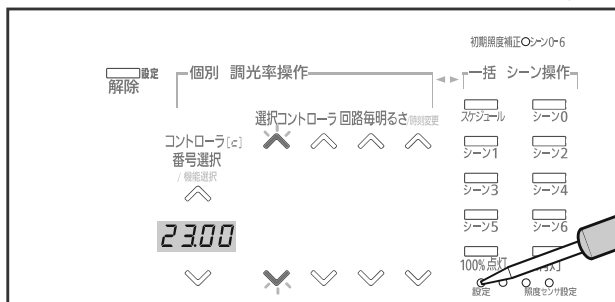 初期照度補正 シーン0-6
設定
解除
個別 調光率操作
一括 シーン操作
選択コントローラ 回路毎明るさ/時刻変更
コントローラ[c]
番号選択
/ 機能選択
スケジュール シーン0
シーン1 シーン2
シーン3 シーン4
シーン5 シーン6
23.00
100%点灯
設定 照度センサ設定